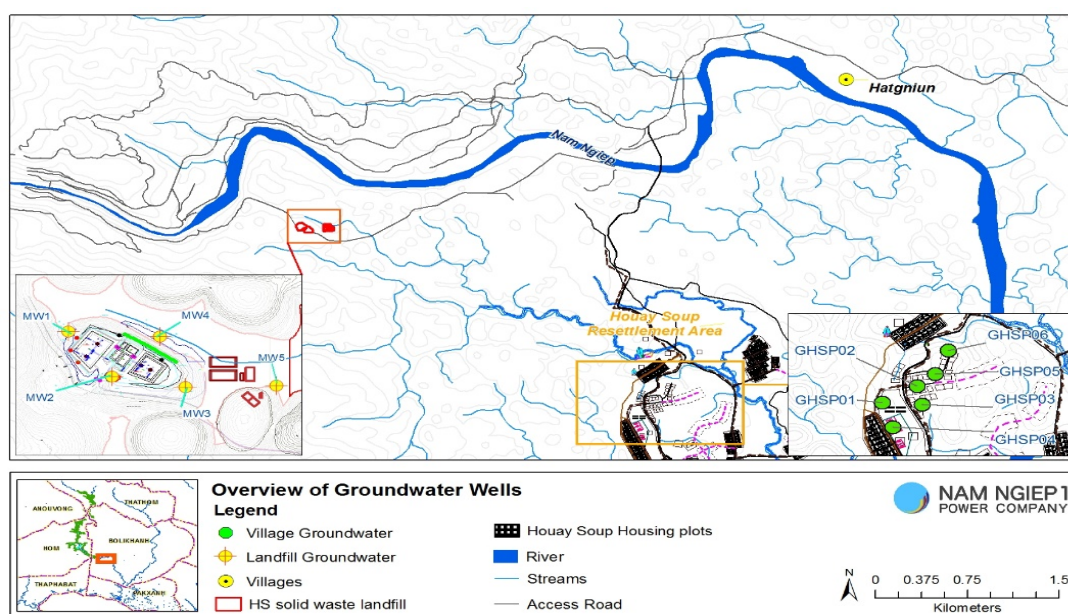 Hatgniun
Nam Ngiep
Houay Soup
Resettlement Area
MW1
MW4
MW5
MW2
MW3
GHSP06
GHSP02
GHSP05
GHSP01
GHSP03
GHSP04
Overview of Groundwater Wells
Legend
Village Groundwater
Landfill Groundwater
Villages
HS solid waste landfill
Houay Soup Housing plots
River
Streams
Access Road
NAM NGIEP 1
POWER COMPANY
N
0 0.375 0.75 1.5
Kilometers
ANOUVONG
THATHOM
HOM
BOLIKHANH
THAPHABAT
PAKXANH